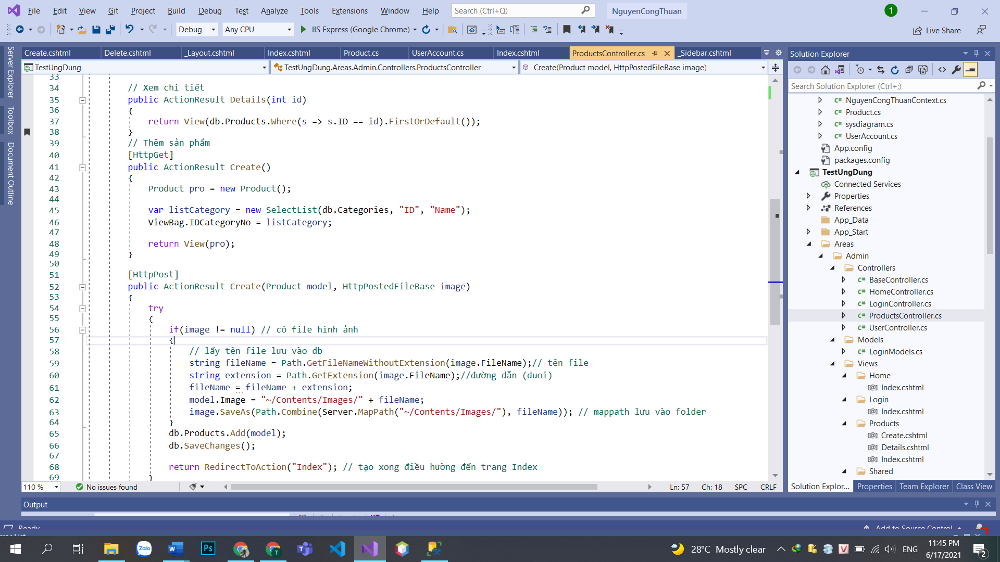 File Edit View Git Project Build Debug Test Analyze Tools Extensions Window Help Search (Ctrl+Q) NguyenCongThuan 1
Debug Any CPU IIS Express (Google Chrome) Live Share
Server Explorer
Toolbox
Document Outline
Create.cshtml Delete.cshtml _Layout.cshtml Index.cshtml Product.cs UserAccount.cs Index.cshtml ProductsController.cs _Sidebar.cshtml
TestUngDung TestUngDung.Areas.Admin.Controllers.ProductsController Create(Product model, HttpPostedFileBase image)
33
34 // Xem chi tiết
35 public ActionResult Details(int id)
36 {
37 return View(db.Products.Where(s => s.ID == id).FirstOrDefault());
38 }
39 // Thêm sản phẩm
40 [HttpGet]
41 public ActionResult Create()
42 {
43 Product pro = new Product();
44
45 var listCategory = new SelectList(db.Categories, "ID", "Name");
46 ViewBag.IDCategoryNo = listCategory;
47
48 return View(pro);
49 }
50
51 [HttpPost]
52 public ActionResult Create(Product model, HttpPostedFileBase image)
53 {
54 try
55 {
56 if(image != null) // có file hình ảnh
57 {
58 // lấy tên file lưu vào db
59 string fileName = Path.GetFileNameWithoutExtension(image.FileName);// tên file
60 string extension = Path.GetExtension(image.FileName);//đường dẫn (duoi)
61 fileName = fileName + extension;
62 model.Image = "~/Contents/Images/" + fileName;
63 image.SaveAs(Path.Combine(Server.MapPath("~/Contents/Images/"), fileName)); // mappath lưu vào folder
64 }
65 db.Products.Add(model);
66 db.SaveChanges();
67
68 return RedirectToAction("Index"); // tạo xong điều hường đến trang Index
69 }
110 % No issues found Ln: 57 Ch: 18 SPC CRLF
Solution Explorer
Search Solution Explorer (Ctrl+;)
C# NguyenCongThuanContext.cs
C# Product.cs
C# sysdiagram.cs
C# UserAccount.cs
App.config
packages.config
TestUngDung
Connected Services
Properties
References
App_Data
App_Start
Areas
Admin
Controllers
C# BaseController.cs
C# HomeController.cs
C# LoginController.cs
C# ProductsController.cs
C# UserController.cs
Models
C# LoginModels.cs
Views
Home
[@] Index.cshtml
Login
[@] Index.cshtml
Products
[@] Create.cshtml
[@] Details.cshtml
[@] Index.cshtml
Shared
Solution Explor... Properties Team Explorer Class View
Output
Ready Add to Source Control
Zalo W Ps T 28°C Mostly clear V ENG 11:45 PM
6/17/2021 2